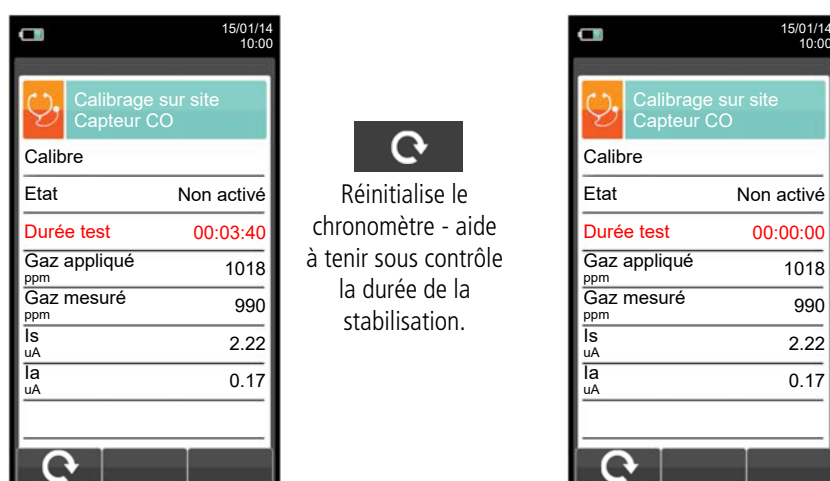 15/01/14
10:00
Calibrage sur site
Capteur CO
Calibre
Etat Non activé
Durée test 00:03:40
Gaz appliqué
ppm 1018
Gaz mesuré
ppm 990
Is
uA 2.22
Ia
uA 0.17
Réinitialise le
chronomètre - aide
à tenir sous contrôle
la durée de la
stabilisation.
15/01/14
10:00
Calibrage sur site
Capteur CO
Calibre
Etat Non activé
Durée test 00:00:00
Gaz appliqué
ppm 1018
Gaz mesuré
ppm 990
Is
uA 2.22
Ia
uA 0.17